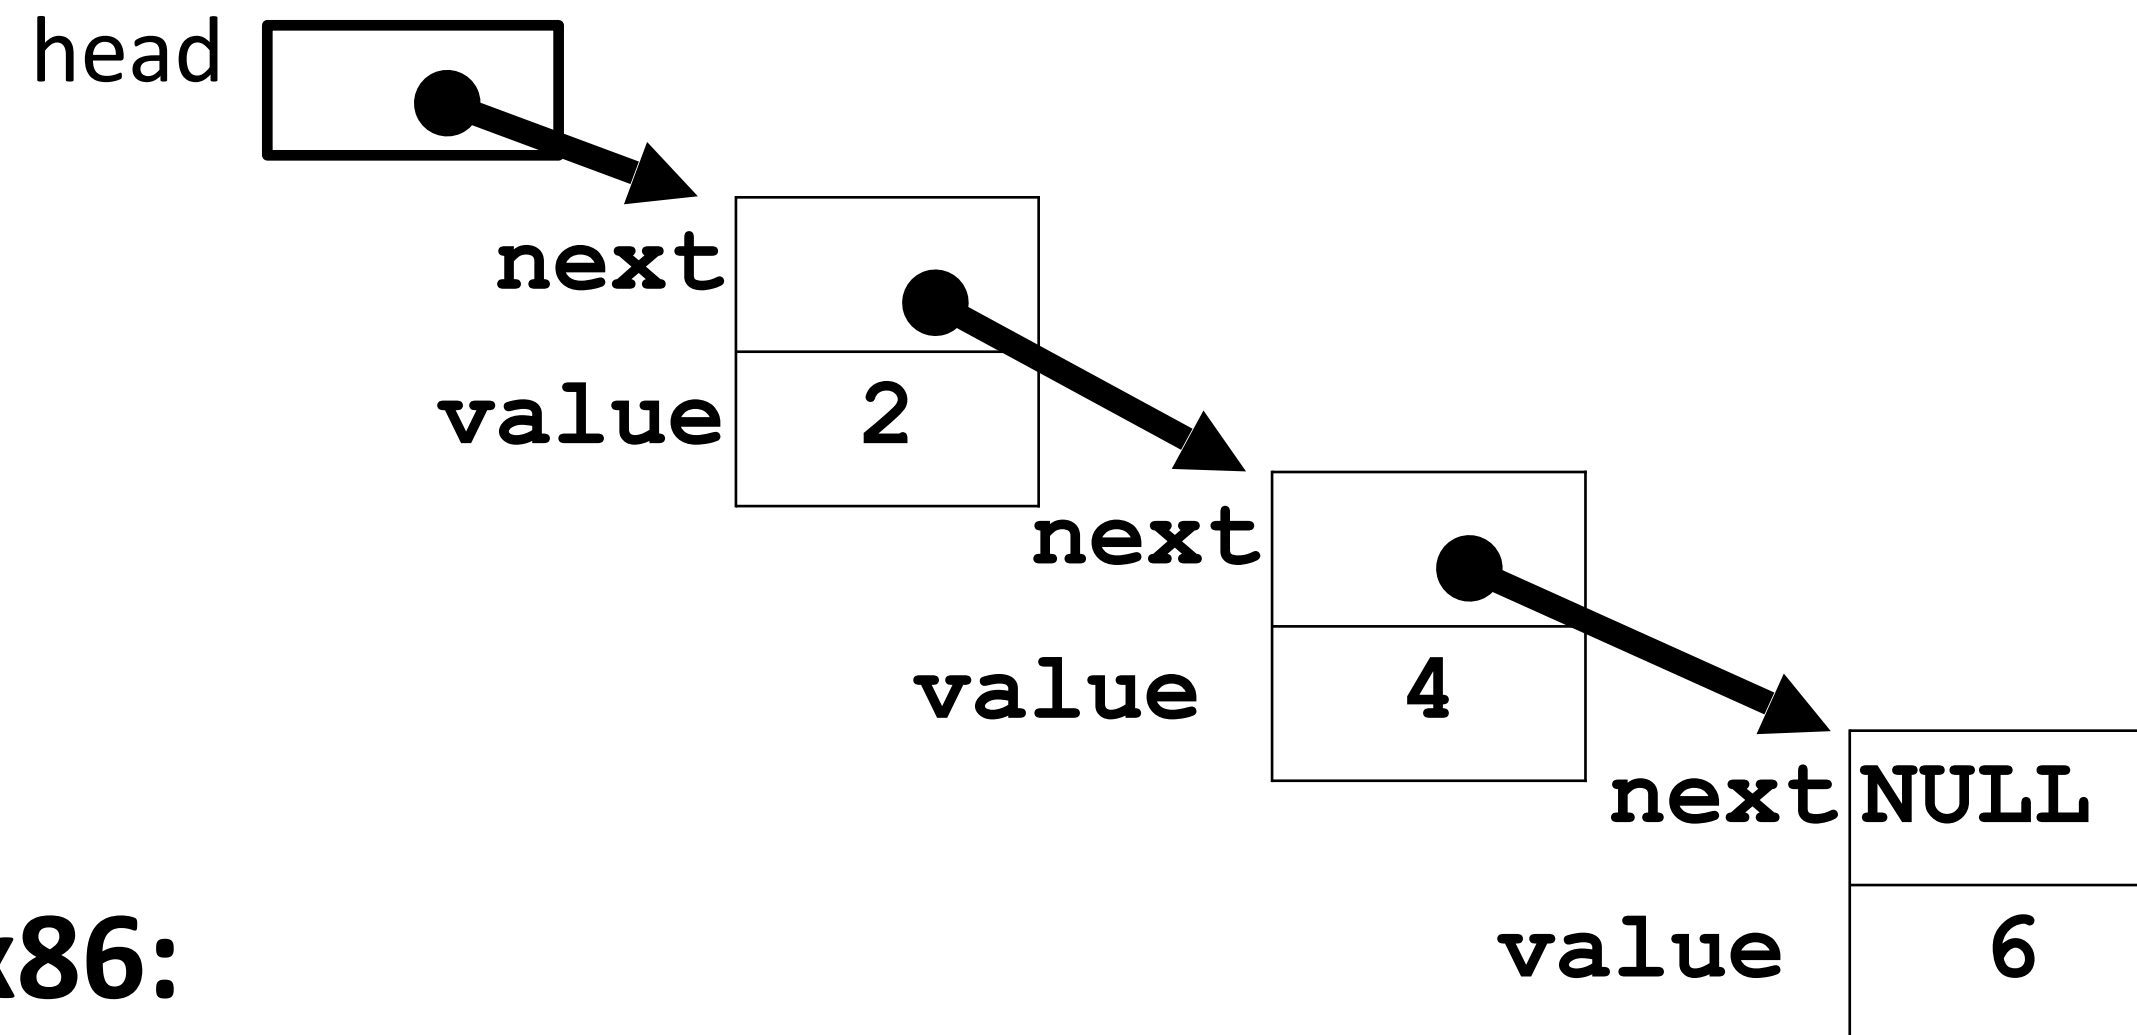 head
next
value 2
next
value 4
next NULL
value 6
x86: